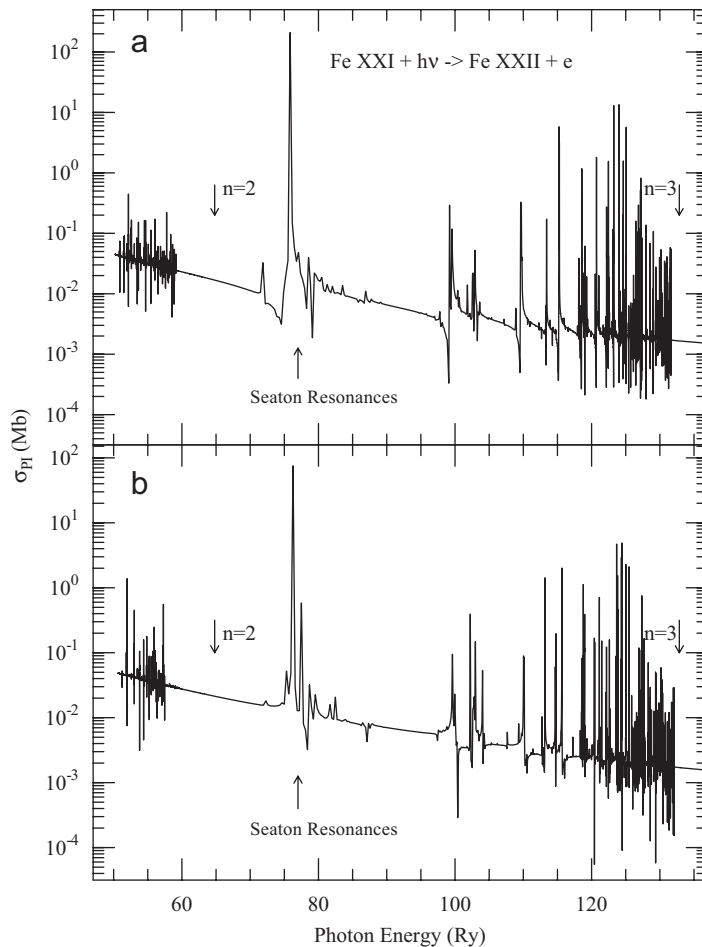 a
Fe XXI + hν -> Fe XXII + e
10²
10¹
10⁰
10⁻¹
10⁻²
10⁻³
10⁻⁴
n=2
n=3
Seaton Resonances
σPI (Mb)
b
10²
10¹
10⁰
10⁻¹
10⁻²
10⁻³
10⁻⁴
n=2
n=3
Seaton Resonances
60 80 100 120
Photon Energy (Ry)